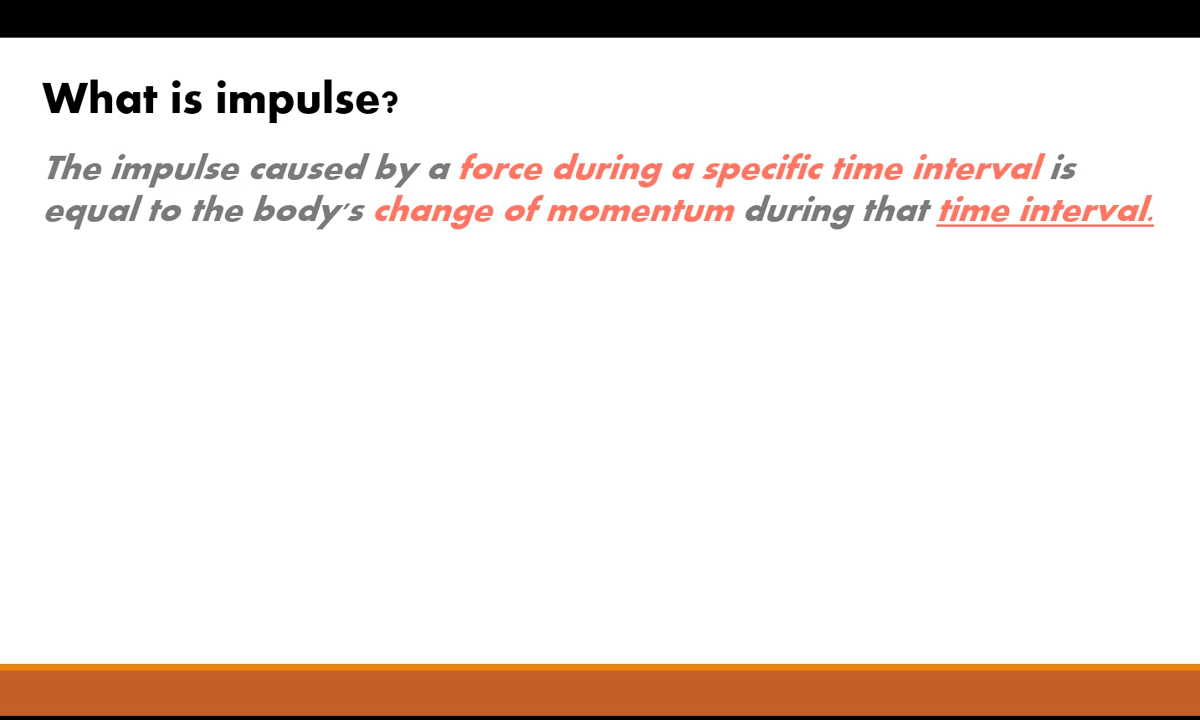 What is impulse?
The impulse caused by a force during a specific time interval is
equal to the body's change of momentum during that time interval.